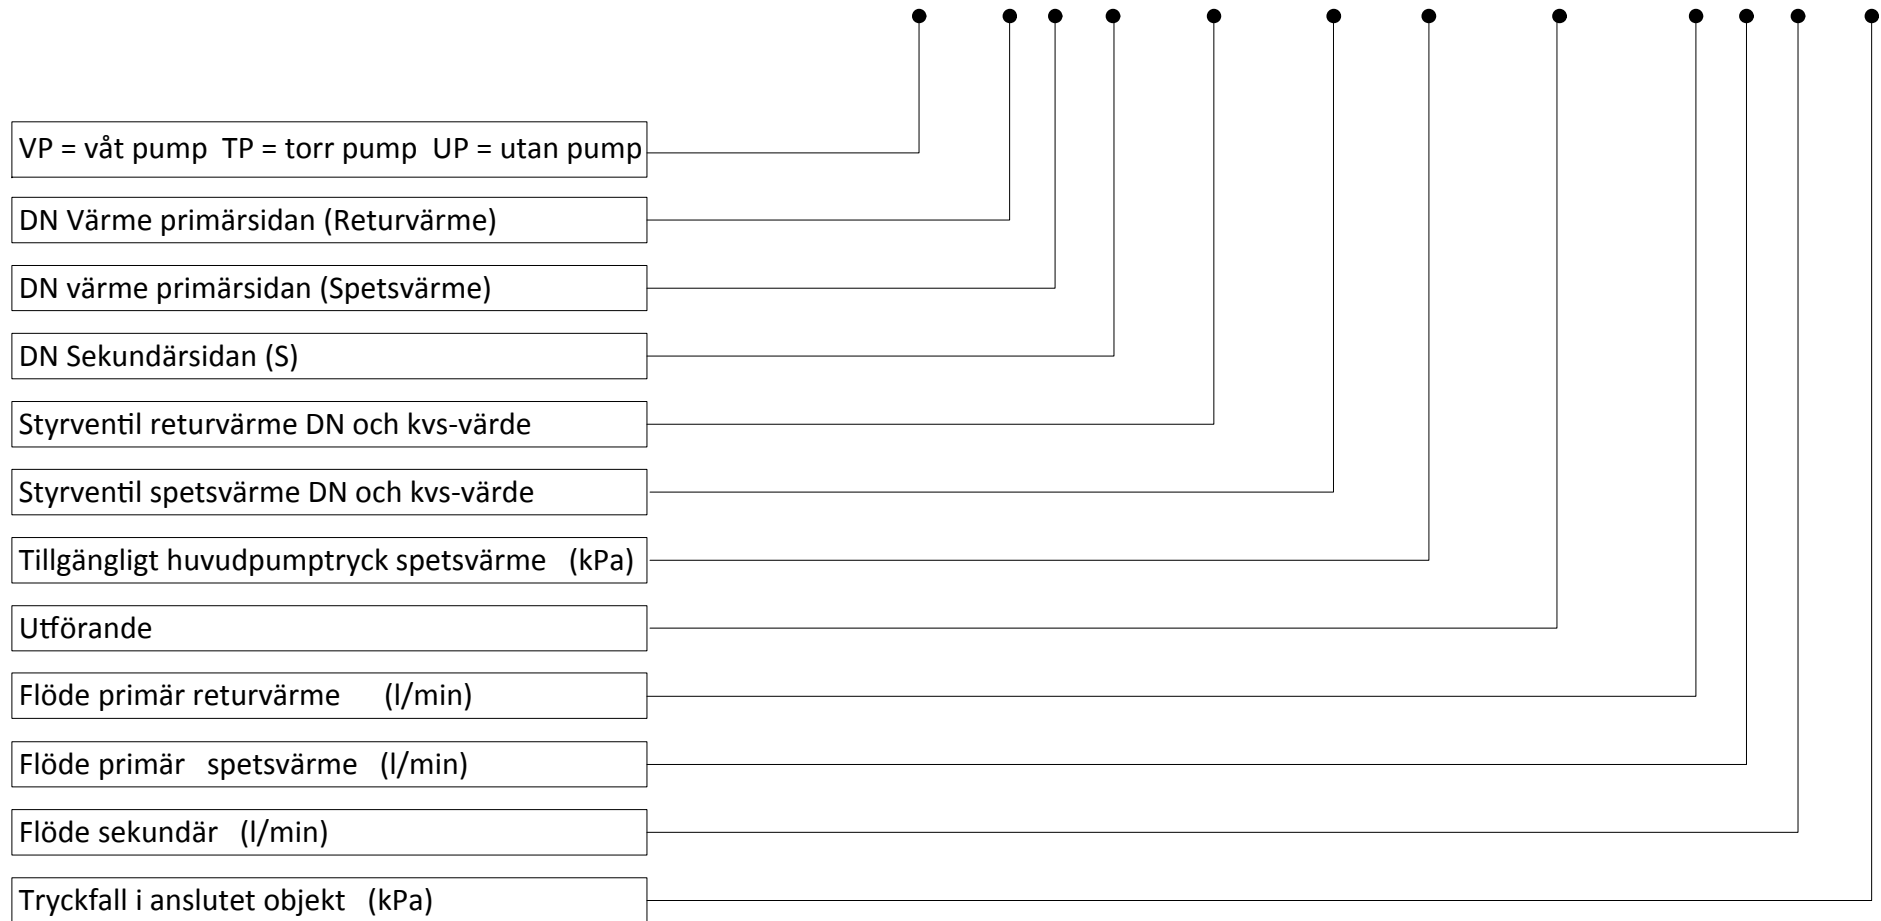 VP = våt pump TP = torr pump UP = utan pump
DN Värme primärsidan (Returvärme)
DN värme primärsidan (Spetsvärme)
DN Sekundärsidan (S)
Styrventil returvärme DN och kvs-värde
Styrventil spetsvärme DN och kvs-värde
Tillgängligt huvudpumptryck spetsvärme (kPa)
Utförande
Flöde primär returvärme (l/min)
Flöde primär spetsvärme (l/min)
Flöde sekundär (l/min)
Tryckfall i anslutet objekt (kPa)